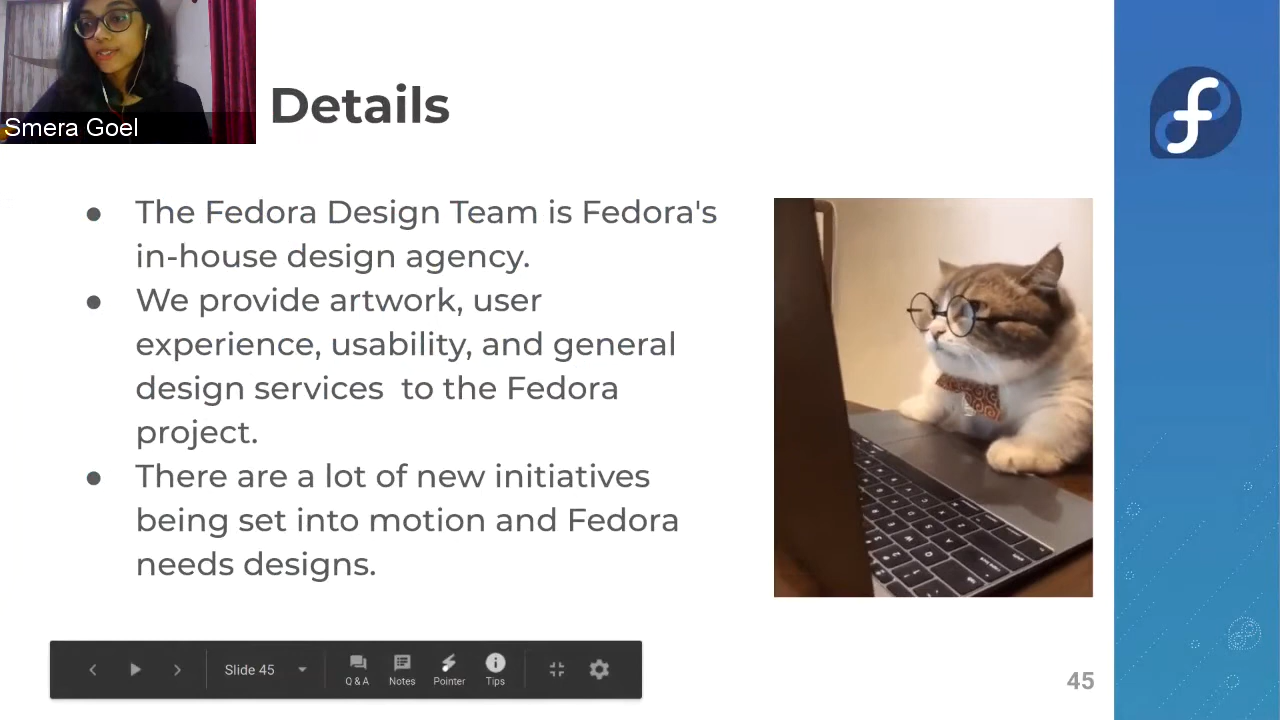 Smera Goel
Details
● The Fedora Design Team is Fedora's
in-house design agency.
● We provide artwork, user
experience, usability, and general
design services  to the Fedora
project.
● There are a lot of new initiatives
being set into motion and Fedora
needs designs.
Slide 45
Q & A
Notes
Pointer
Tips
45